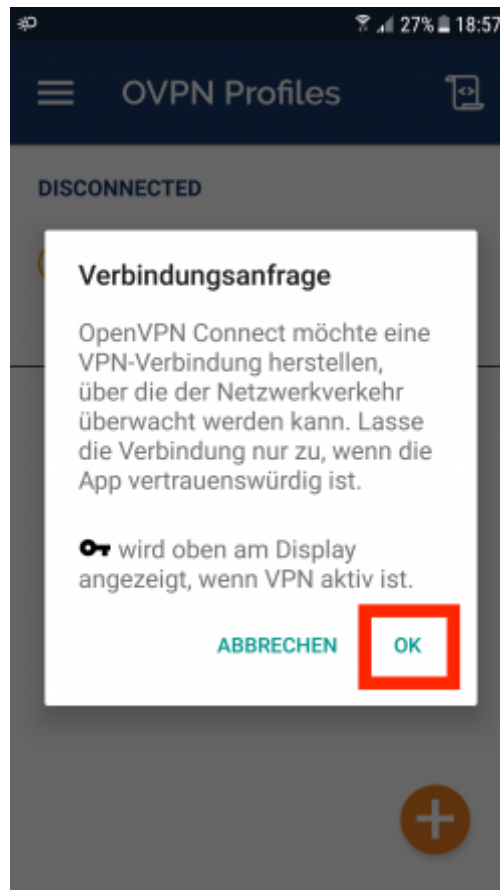 27% 18:57
OVPN Profiles
DISCONNECTED
Verbindungsanfrage
OpenVPN Connect möchte eine
VPN-Verbindung herstellen,
über die der Netzwerkverkehr
überwacht werden kann. Lasse
die Verbindung nur zu, wenn die
App vertrauenswürdig ist.
wird oben am Display
angezeigt, wenn VPN aktiv ist.
ABBRECHEN OK